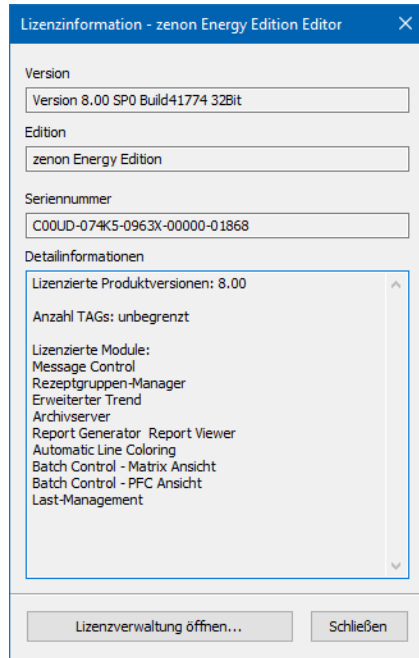 Lizenzinformation - zenon Energy Edition Editor
Version
Version 8.00 SP0 Build41774 32Bit
Edition
zenon Energy Edition
Seriennummer
C00UD-074K5-0963X-00000-01868
Detailinformationen
Lizenzierte Produktversionen: 8.00
Anzahl TAGs: unbegrenzt
Lizenzierte Module:
Message Control
Rezeptgruppen-Manager
Erweiterter Trend
Archivserver
Report Generator  Report Viewer
Automatic Line Coloring
Batch Control - Matrix Ansicht
Batch Control - PFC Ansicht
Last-Management
Lizenzverwaltung öffnen...
Schließen